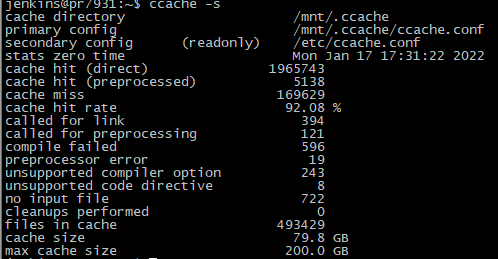 jenkins@pr7931:~$ ccache -s
cache directory /mnt/.ccache
primary config /mnt/.ccache/ccache.conf
secondary config (readonly) /etc/ccache.conf
stats zero time Mon Jan 17 17:31:22 2022
cache hit (direct) 1965743
cache hit (preprocessed) 5138
cache miss 169629
cache hit rate 92.08 %
called for link 394
called for preprocessing 121
compile failed 596
preprocessor error 19
unsupported compiler option 243
unsupported code directive 8
no input file 722
cleanups performed 0
files in cache 493429
cache size 79.8 GB
max cache size 200.0 GB